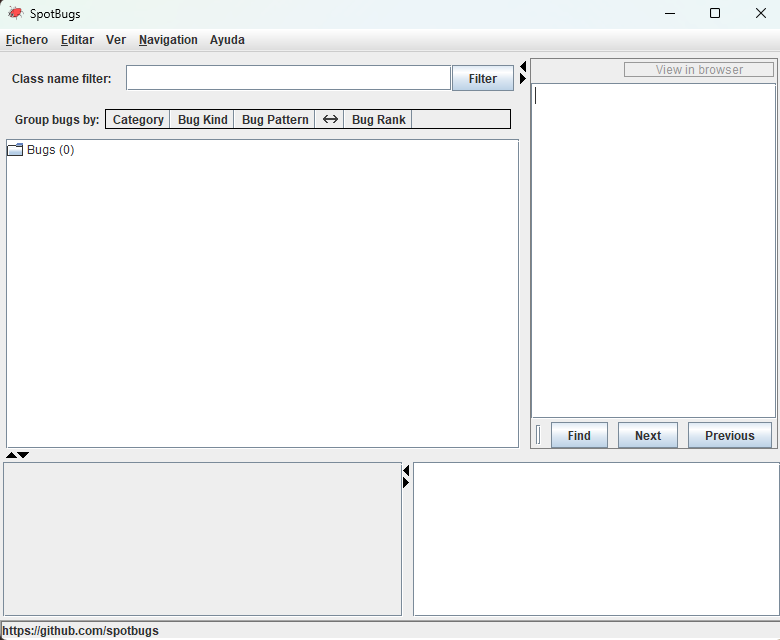 SpotBugs
Fichero Editar Ver Navigation Ayuda
Class name filter: Filter
View in browser
Group bugs by: Category Bug Kind Bug Pattern ↔ Bug Rank
Bugs (0)
Find Next Previous
https://github.com/spotbugs